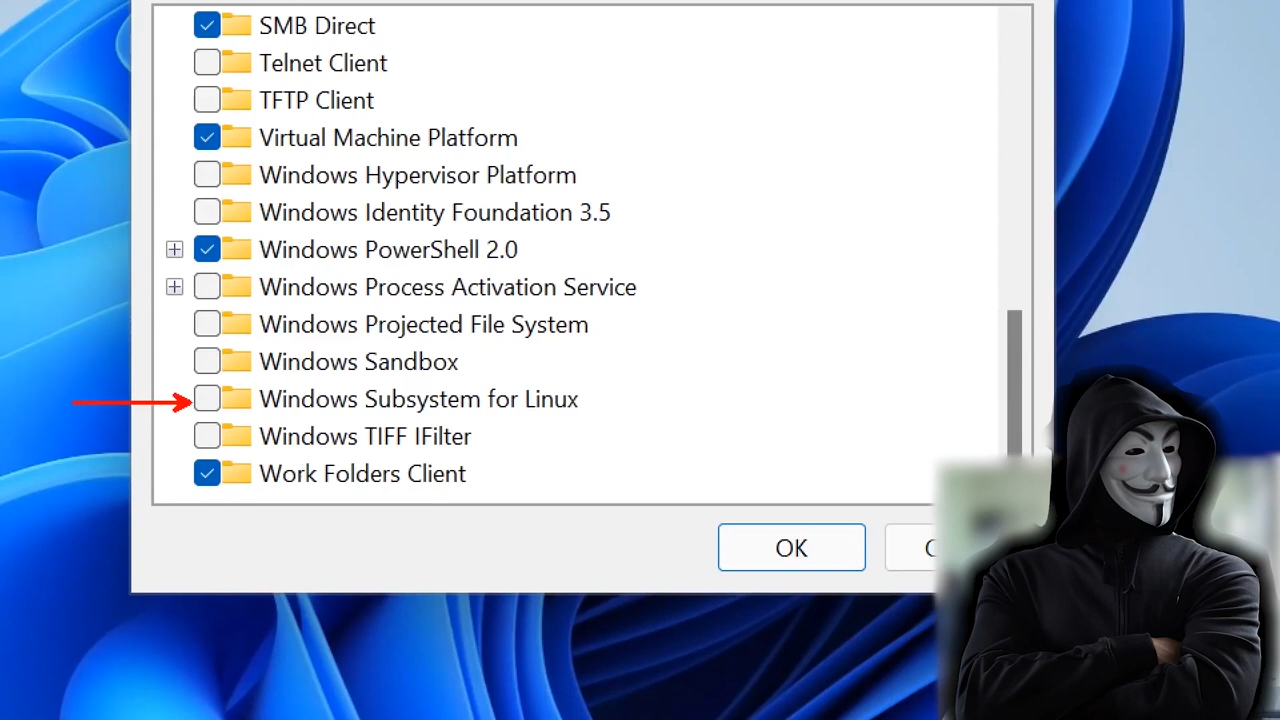 SMB Direct
Telnet Client
TFTP Client
Virtual Machine Platform
Windows Hypervisor Platform
Windows Identity Foundation 3.5
Windows PowerShell 2.0
Windows Process Activation Service
Windows Projected File System
Windows Sandbox
Windows Subsystem for Linux
Windows TIFF IFilter
Work Folders Client
OK